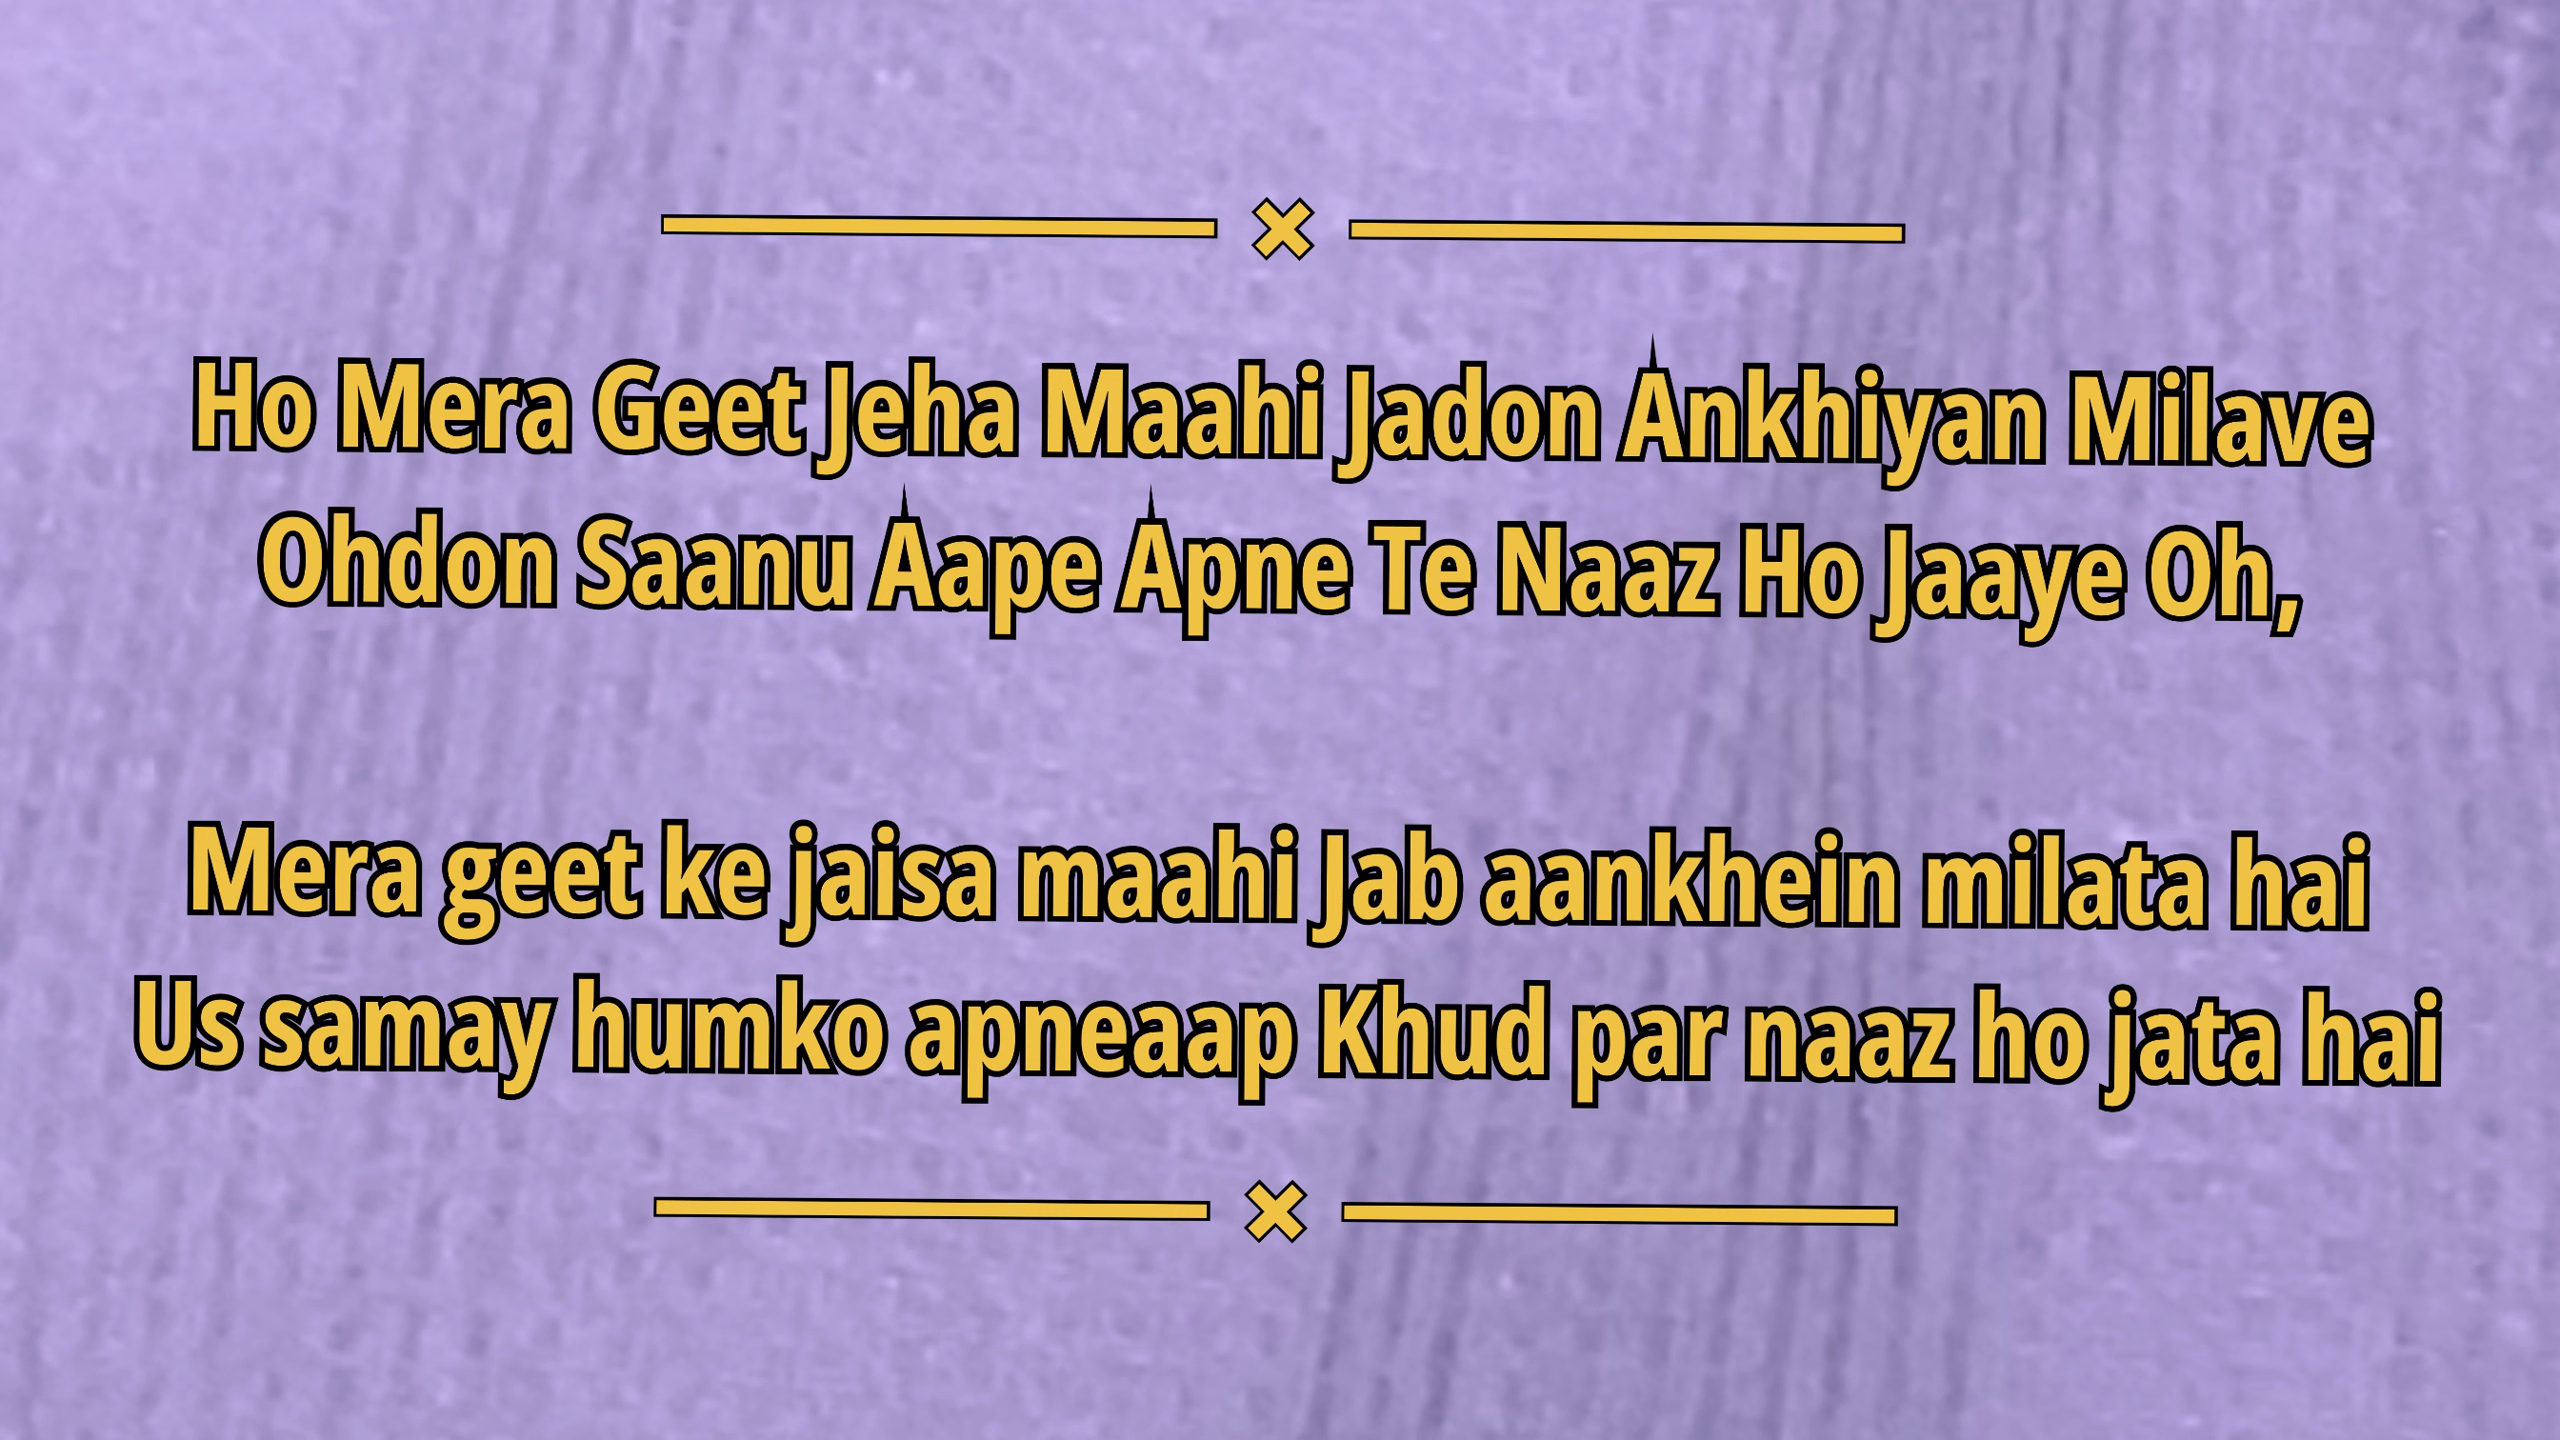 Ho Mera Geet Jeha Maahi Jadon Ankhiyan Milave
Ohdon Saanu Aape Apne Te Naaz Ho Jaaye Oh,
Mera geet ke jaisa maahi Jab aankhein milata hai
Us samay humko apneaap Khud par naaz ho jata hai